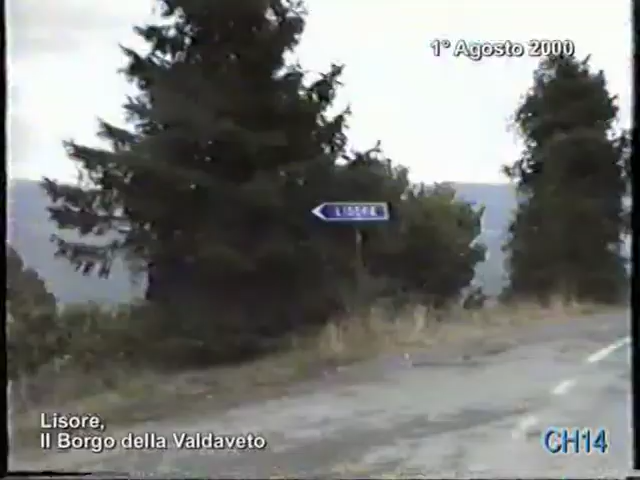 1° Agosto 2000
LISORE
Lisore,
Il Borgo della Valdaveto
CH14